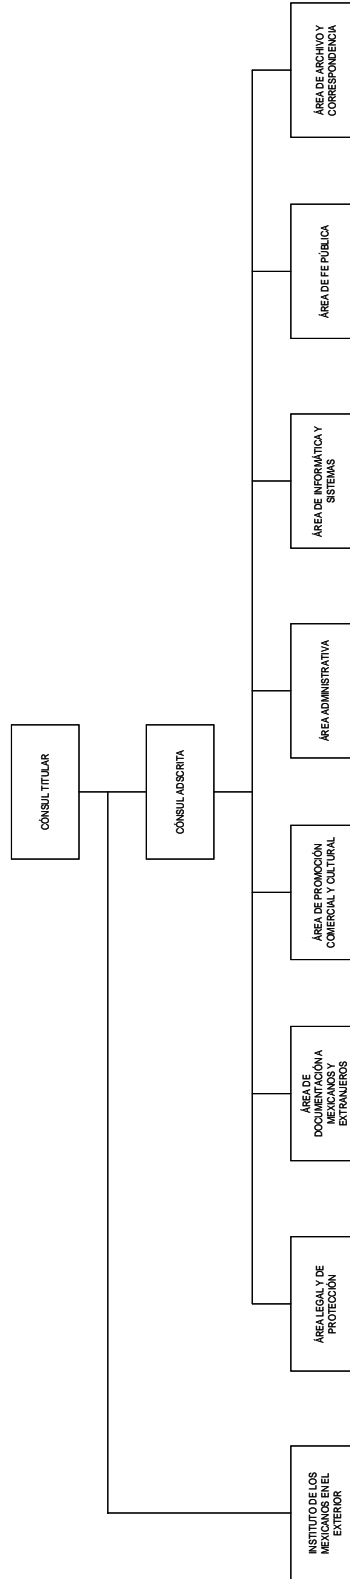 CÓNSUL TITULAR
CÓNSUL ADSCRITA
INSTITUTO DE LOS
MEXICANOS EN EL
EXTERIOR
ÁREA LEGAL Y DE
PROTECCIÓN
ÁREA DE
DOCUMENTACIÓN A
MEXICANOS Y
EXTRANJEROS
ÁREA DE PROMOCIÓN
COMERCIAL Y CULTURAL
ÁREA ADMINISTRATIVA
ÁREA DE INFORMÁTICA Y
SISTEMAS
ÁREA DE FE PÚBLICA
ÁREA DE ARCHIVO Y
CORRESPONDENCIA